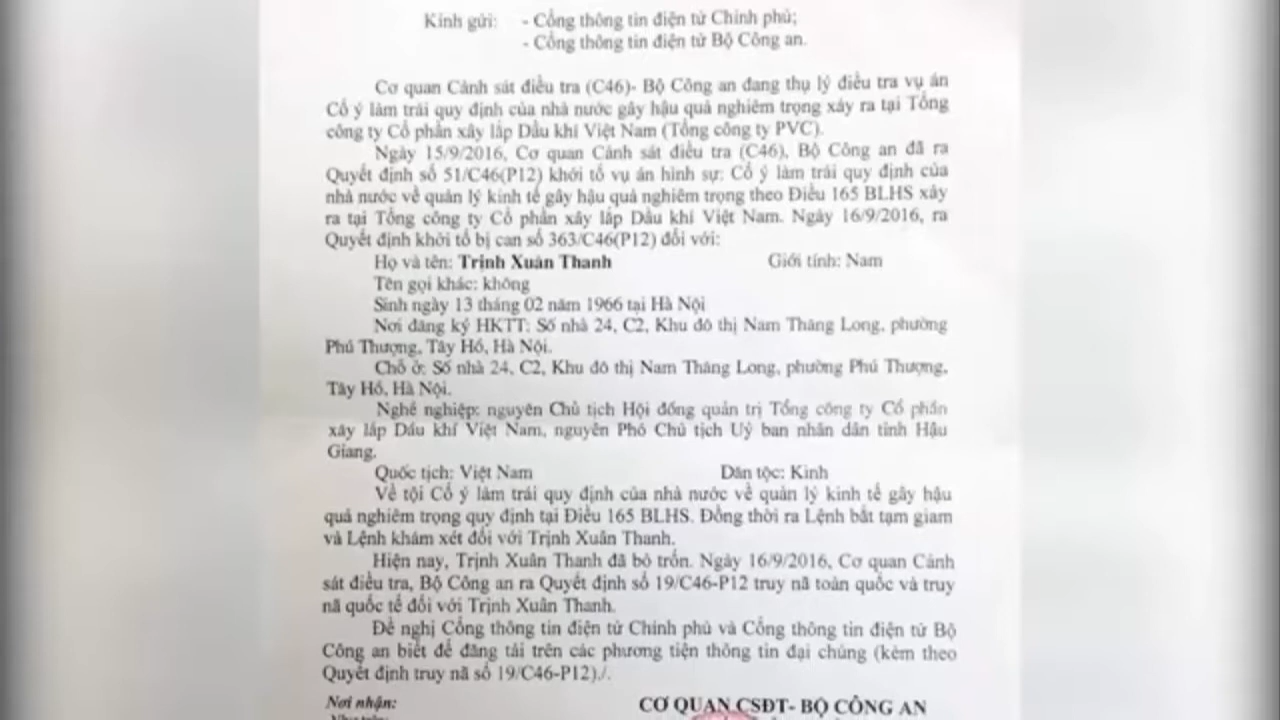 Kính gửi: - Cổng thông tin điện tử Chính phủ;
- Cổng thông tin điện tử Bộ Công an.
Cơ quan Cảnh sát điều tra (C46)- Bộ Công an đang thụ lý điều tra vụ án
Cố ý làm trái quy định của nhà nước gây hậu quả nghiêm trọng xảy ra tại Tổng
công ty Cổ phần xây lắp Dầu khí Việt Nam (Tổng công ty PVC).
Ngày 15/9/2016, Cơ quan Cảnh sát điều tra (C46), Bộ Công an đã ra
Quyết định số 51/C46(P12) khởi tố vụ án hình sự: Cố ý làm trái quy định của
nhà nước về quản lý kinh tế gây hậu quả nghiêm trọng theo Điều 165 BLHS xảy
ra tại Tổng công ty Cổ phần xây lắp Dầu khí Việt Nam. Ngày 16/9/2016, ra
Quyết định khởi tố bị can số 363/C46(P12) đối với:
Họ và tên: Trịnh Xuân Thanh Giới tính: Nam
Tên gọi khác: không
Sinh ngày 13 tháng 02 năm 1966 tại Hà Nội
Nơi đăng ký HKTT: Số nhà 24, C2, Khu đô thị Nam Thăng Long, phường
Phú Thượng, Tây Hồ, Hà Nội.
Chỗ ở: Số nhà 24, C2, Khu đô thị Nam Thăng Long, phường Phú Thượng,
Tây Hồ, Hà Nội.
Nghề nghiệp: nguyên Chủ tịch Hội đồng quản trị Tổng công ty Cổ phần
xây lắp Dầu khí Việt Nam, nguyên Phó Chủ tịch Uỷ ban nhân dân tỉnh Hậu
Giang.
Quốc tịch: Việt Nam Dân tộc: Kinh
Về tội Cố ý làm trái quy định của nhà nước về quản lý kinh tế gây hậu
quả nghiêm trọng quy định tại Điều 165 BLHS. Đồng thời ra Lệnh bắt tạm giam
và Lệnh khám xét đối với Trịnh Xuân Thanh.
Hiện nay, Trịnh Xuân Thanh đã bỏ trốn. Ngày 16/9/2016, Cơ quan Cảnh
sát điều tra, Bộ Công an ra Quyết định số 19/C46-P12 truy nã toàn quốc và truy
nã quốc tế đối với Trịnh Xuân Thanh.
Đề nghị Cổng thông tin điện tử Chính phủ và Cổng thông tin điện tử Bộ
Công an biết để đăng tải trên các phương tiện thông tin đại chúng (kèm theo
Quyết định truy nã số 19/C46-P12)./.
Nơi nhận: CƠ QUAN CSĐT- BỘ CÔNG AN